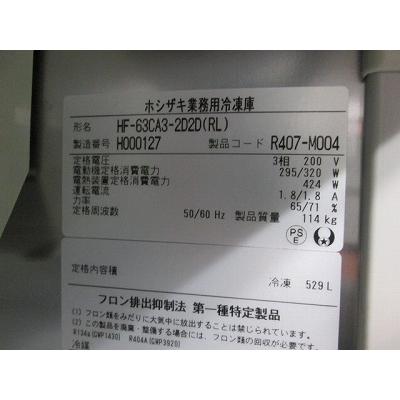 ホシザキ業務用冷凍庫
形名 HF-63CA3-2D2D(RL)
製造番号 H000127 製品コード R407-M004
定格電圧 3相 200 V
電動機定格消費電力 295/320 W
電熱装置定格消費電力 424 W
運転電流 1.8/1.8 A
力率 65/71 %
定格周波数 50/60 Hz 製品質量 114 kg
PS
E
定格内容積 冷凍 529 L
フロン排出抑制法 第一種特定製品
(1) フロン類をみだりに大気中に放出することは禁じられています。
(2) この製品を廃棄・整備する場合には、フロン類の回収が必要です。
R134a(GWP1430) R404A(GWP3920)
冷媒